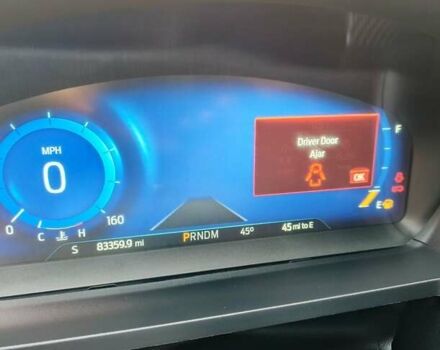 Driver Door
Ajar
OK
F
MPH
0
0
160
C
H
E
S
83359.9 mi
PRNDM
45°
45 mi to E